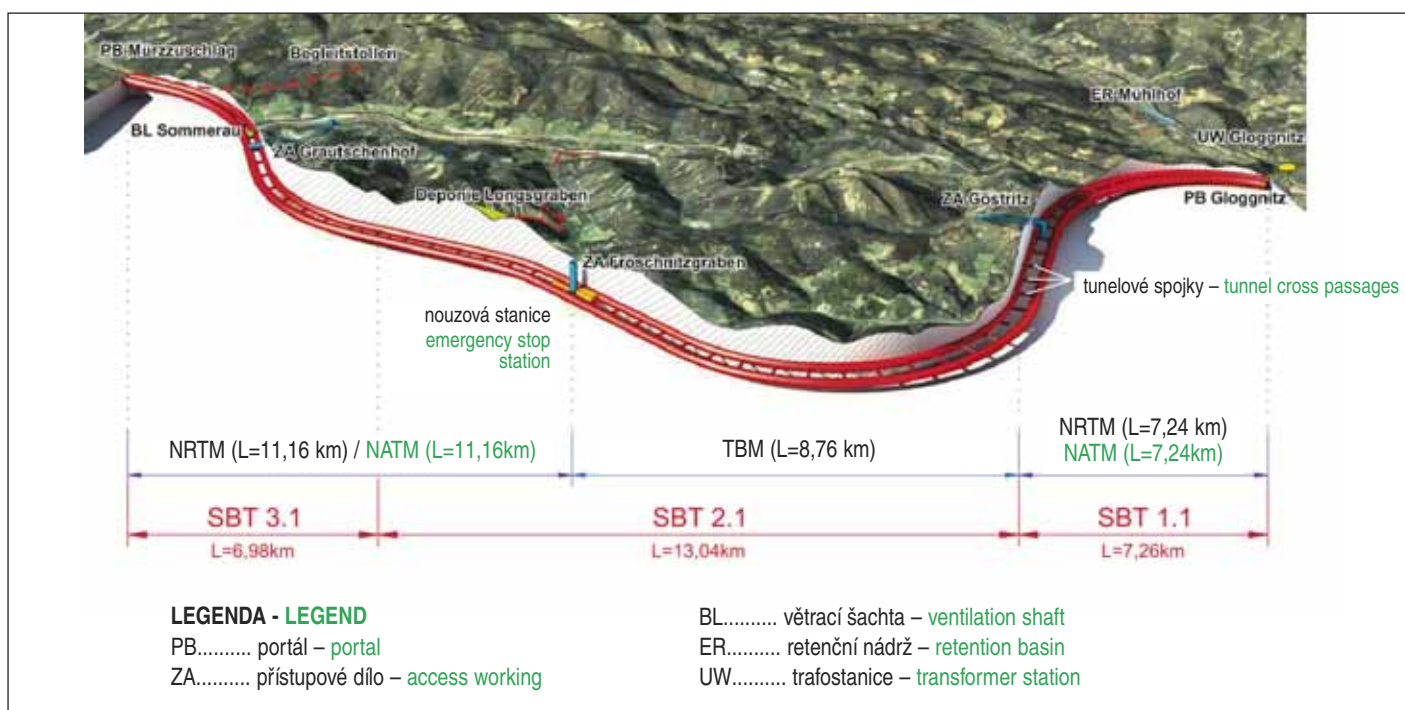 PB Mürzzuschlag
Begleitstollen
ER Mühlhof
BL Sommerau
UW Gloggnitz
ZA Grautschenhof
Deponie Longsgraben
ZA Göstritz
PB Gloggnitz
ZA Fröschnitzgraben
tunelové spojky – tunnel cross passages
nouzová stanice
emergency stop
station
NRTM (L=11,16 km) / NATM (L=11,16km)
TBM (L=8,76 km)
NRTM (L=7,24 km)
NATM (L=7,24km)
SBT 3.1
L=6,98km
SBT 2.1
L=13,04km
SBT 1.1
L=7,26km
LEGENDA - LEGEND
PB.......... portál – portal
ZA.......... přístupové dílo – access working
BL.......... větrací šachta – ventilation shaft
ER.......... retenční nádrž – retention basin
UW.......... trafostanice – transformer station